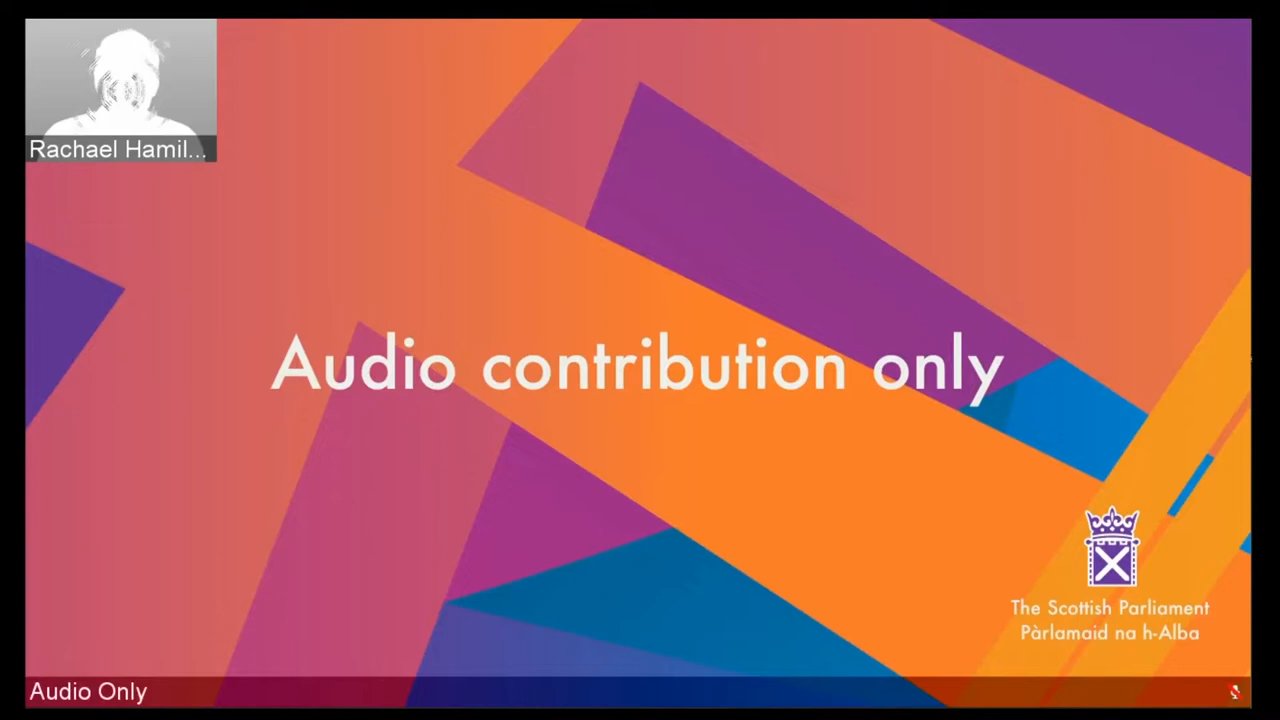 Rachael Hamil...
Audio contribution only
The Scottish Parliament
Pàrlamaid na h-Alba
Audio Only